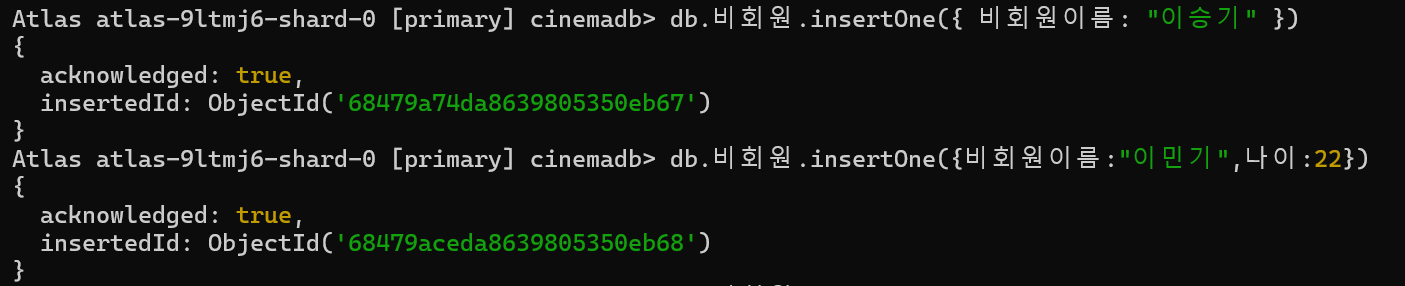 Atlas atlas-9ltmj6-shard-0 [primary] cinemadb> db.비회원.insertOne({ 비회원이름: "이승기" })
{
  acknowledged: true,
  insertedId: ObjectId('68479a74da8639805350eb67')
}
Atlas atlas-9ltmj6-shard-0 [primary] cinemadb> db.비회원.insertOne({비회원이름:"이민기",나이:22})
{
  acknowledged: true,
  insertedId: ObjectId('68479aceda8639805350eb68')
}